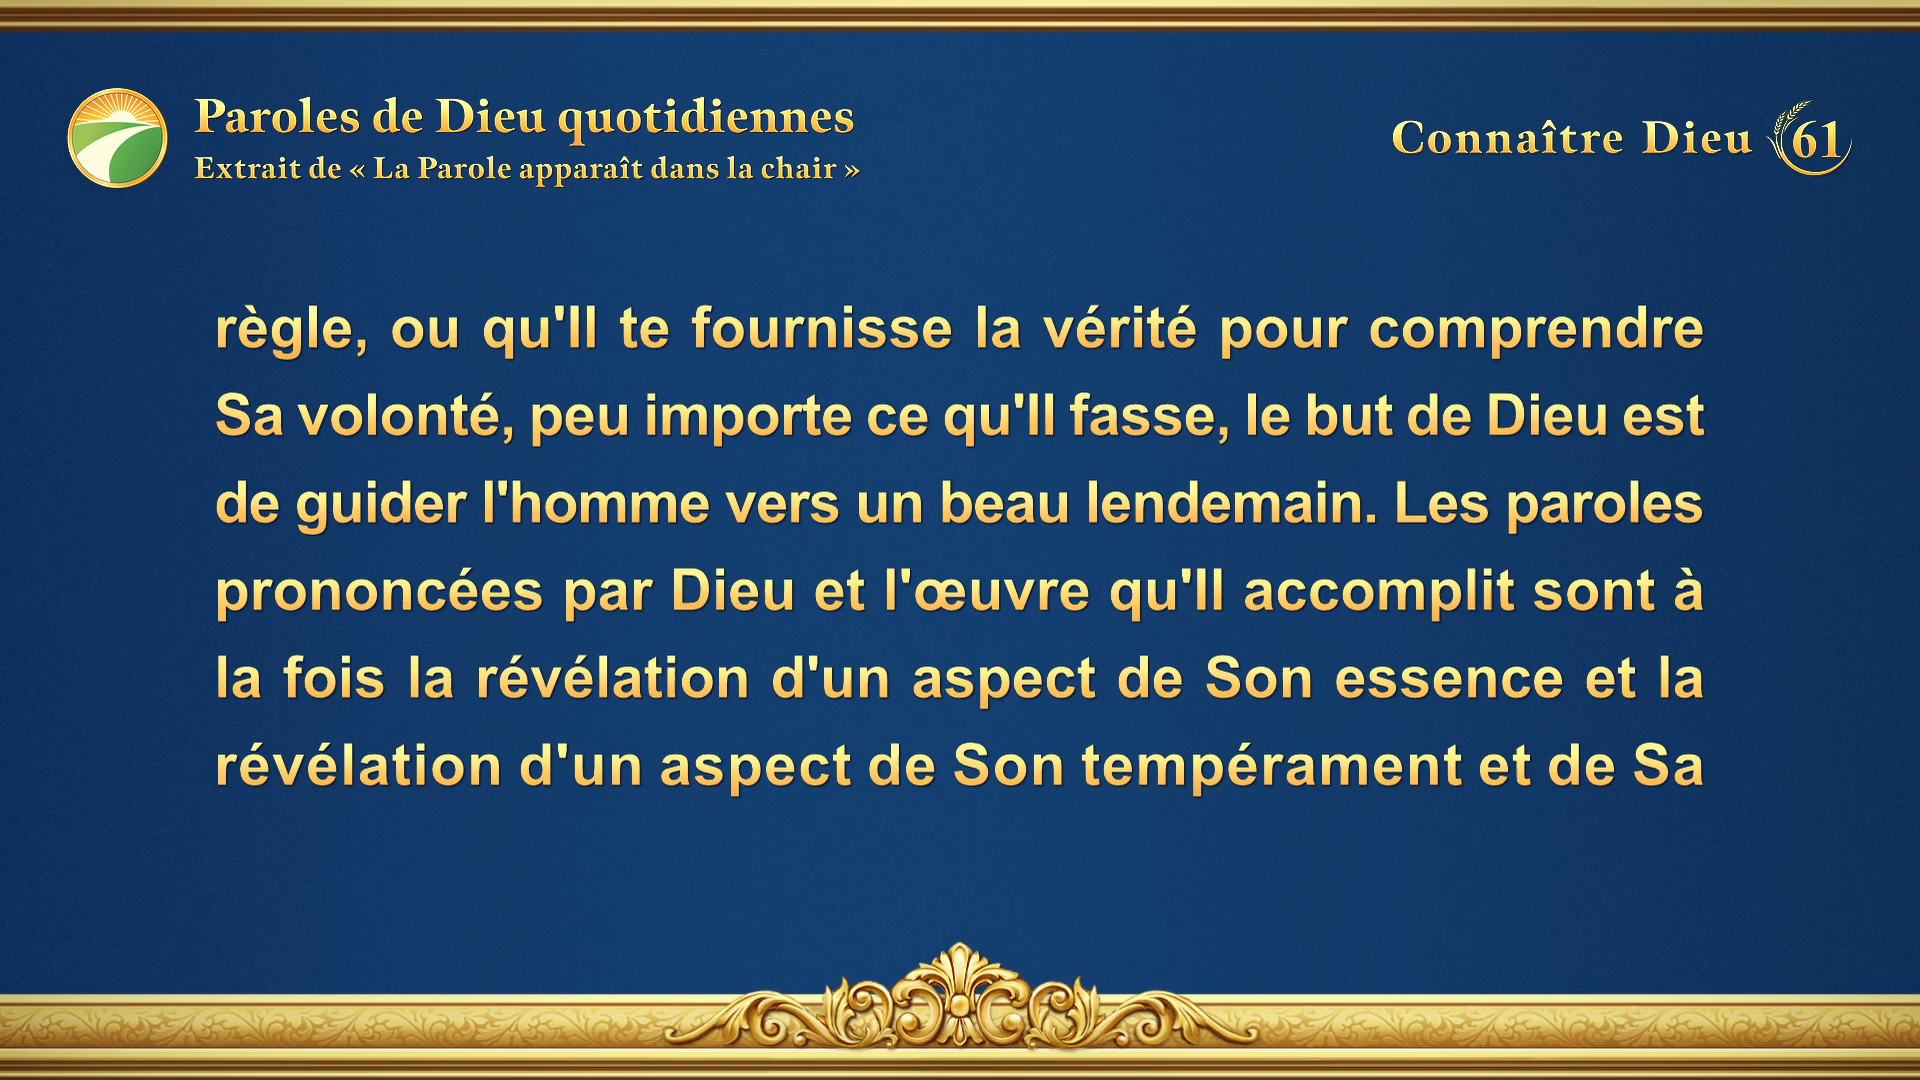 Paroles de Dieu quotidiennes
Extrait de « La Parole apparaît dans la chair »
Connaître Dieu 61
règle, ou qu'Il te fournisse la vérité pour comprendre
Sa volonté, peu importe ce qu'Il fasse, le but de Dieu est
de guider l'homme vers un beau lendemain. Les paroles
prononcées par Dieu et l'œuvre qu'Il accomplit sont à
la fois la révélation d'un aspect de Son essence et la
révélation d'un aspect de Son tempérament et de Sa